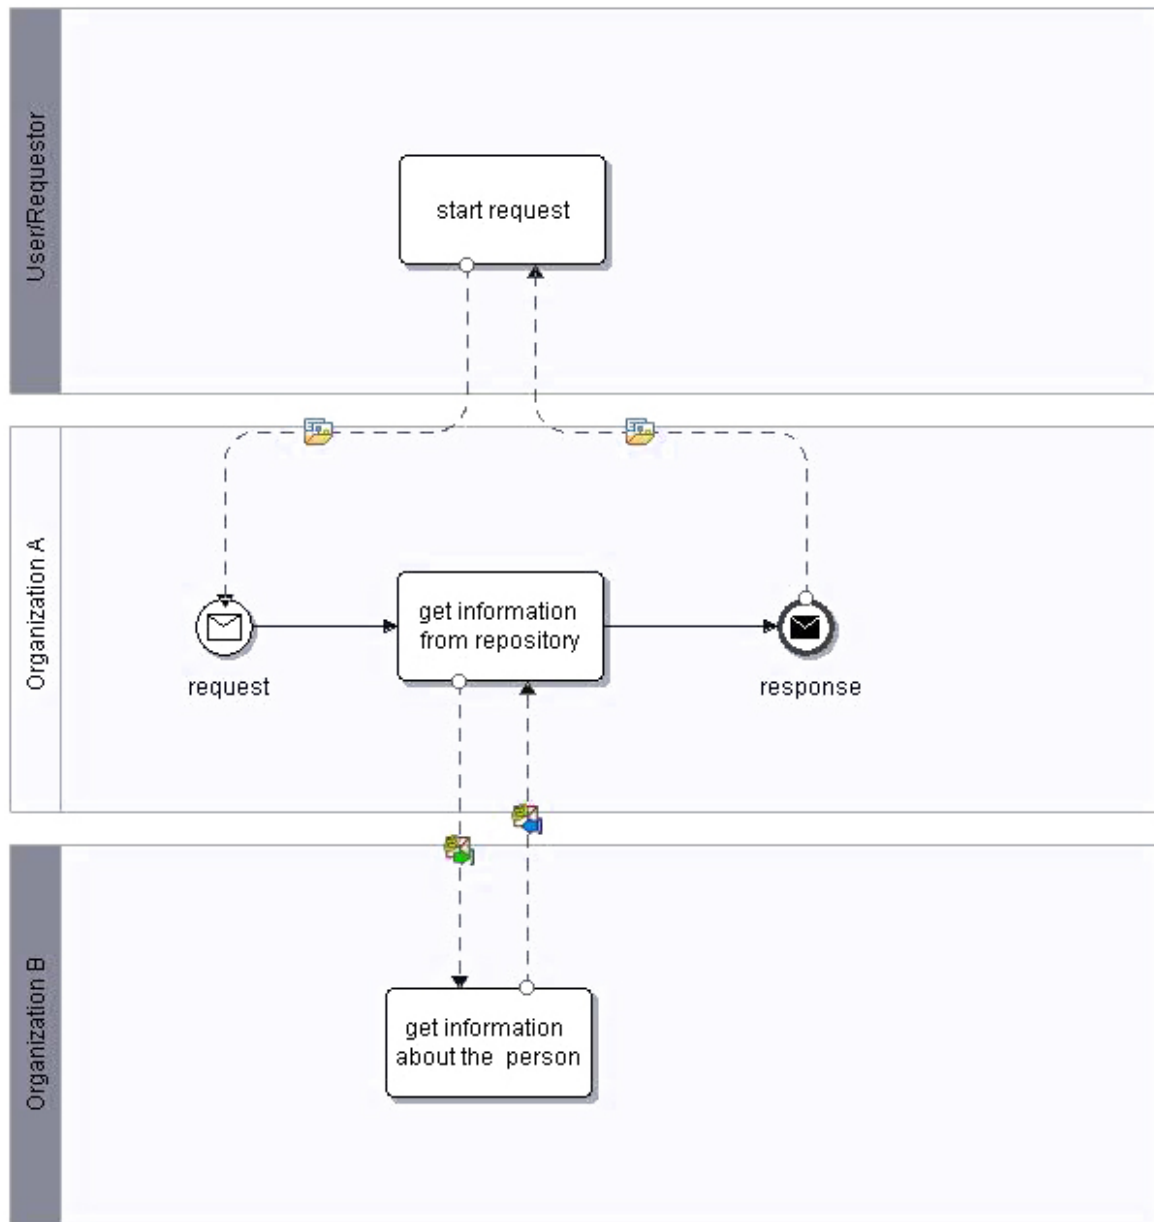 User/Requestor
start request
Organization A
get information
from repository
request
response
Organization B
get information
about the person